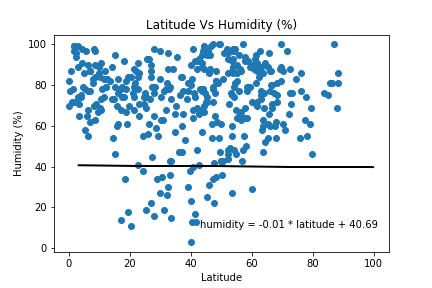 Latitude Vs Humidity (%)
100
80
60
40
20
0
Humidity (%)
humidity = -0.01 * latitude + 40.69
0 20 40 60 80 100
Latitude